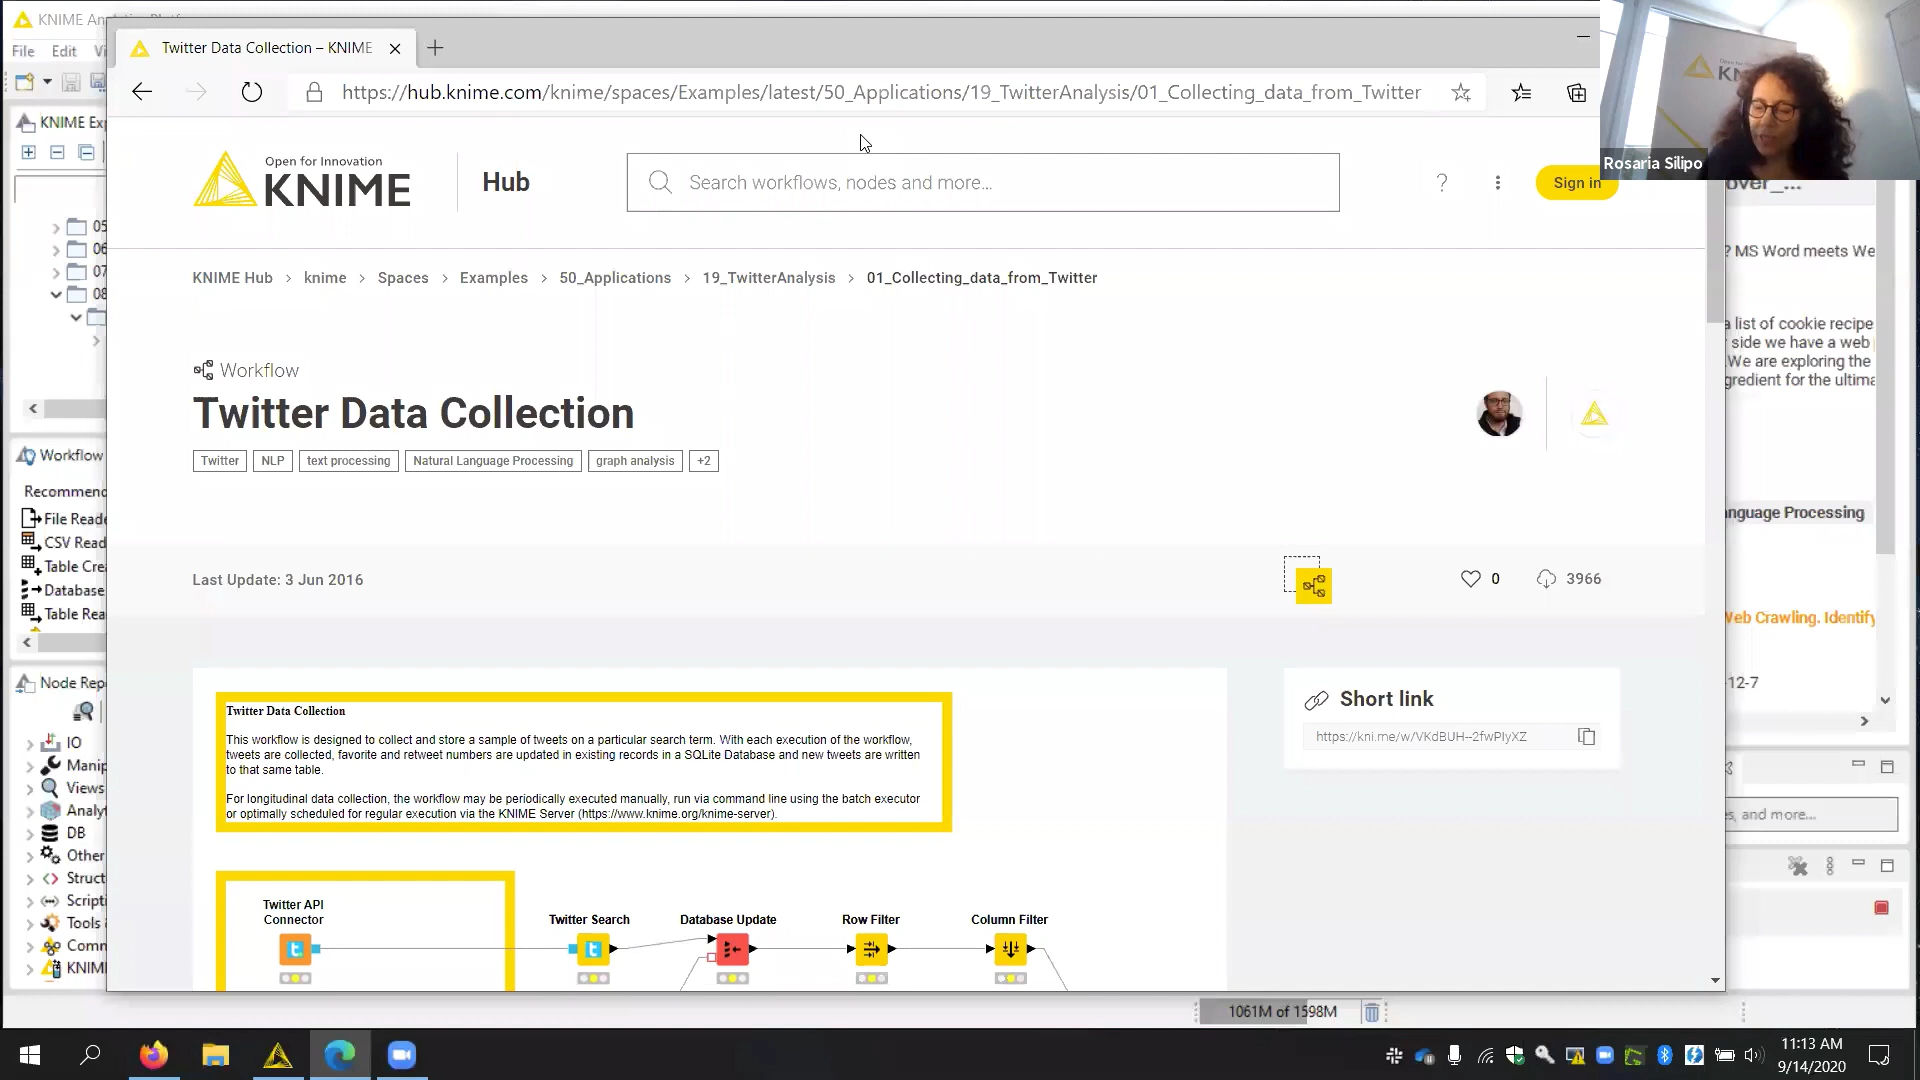 KNIME Analytics Platform
Twitter Data Collection – KNIME
File Edit
https://hub.knime.com/knime/spaces/Examples/latest/50_Applications/19_TwitterAnalysis/01_Collecting_data_from_Twitter
KNIME
Rosaria Silipo
Open for Innovation
KNIME
Hub
Search workflows, nodes and more...
?
Sign in
KNIME Hub > knime > Spaces > Examples > 50_Applications > 19_TwitterAnalysis > 01_Collecting_data_from_Twitter
05
06
07
08
? MS Word meets We
a list of cookie recipe
side we have a web
.We are exploring the
gredient for the ultima
Workflow
Twitter Data Collection
Twitter NLP text processing Natural Language Processing graph analysis +2
Last Update: 3 Jun 2016
0
3966
Workflow
Recommen
File Reade
CSV Read
Table Cre
Database
Table Rea
nguage Processing
Web Crawling. Identify
-12-7
Short link
https://kni.me/w/VKdBUH--2fwPIyXZ
Twitter Data Collection
This workflow is designed to collect and store a sample of tweets on a particular search term. With each execution of the workflow,
tweets are collected, favorite and retweet numbers are updated in existing records in a SQLite Database and new tweets are written
to that same table.
For longitudinal data collection, the workflow may be periodically executed manually, run via command line using the batch executor
or optimally scheduled for regular execution via the KNIME Server (https://www.knime.org/knime-server).
Twitter API
Connector
Twitter Search
Database Update
Row Filter
Column Filter
Node Rep
IO
Manip
Views
Analyt
DB
Other
Struct
Scripti
Tools
Comm
KNIM
es, and more...
1061M of 1598M
11:13 AM
9/14/2020